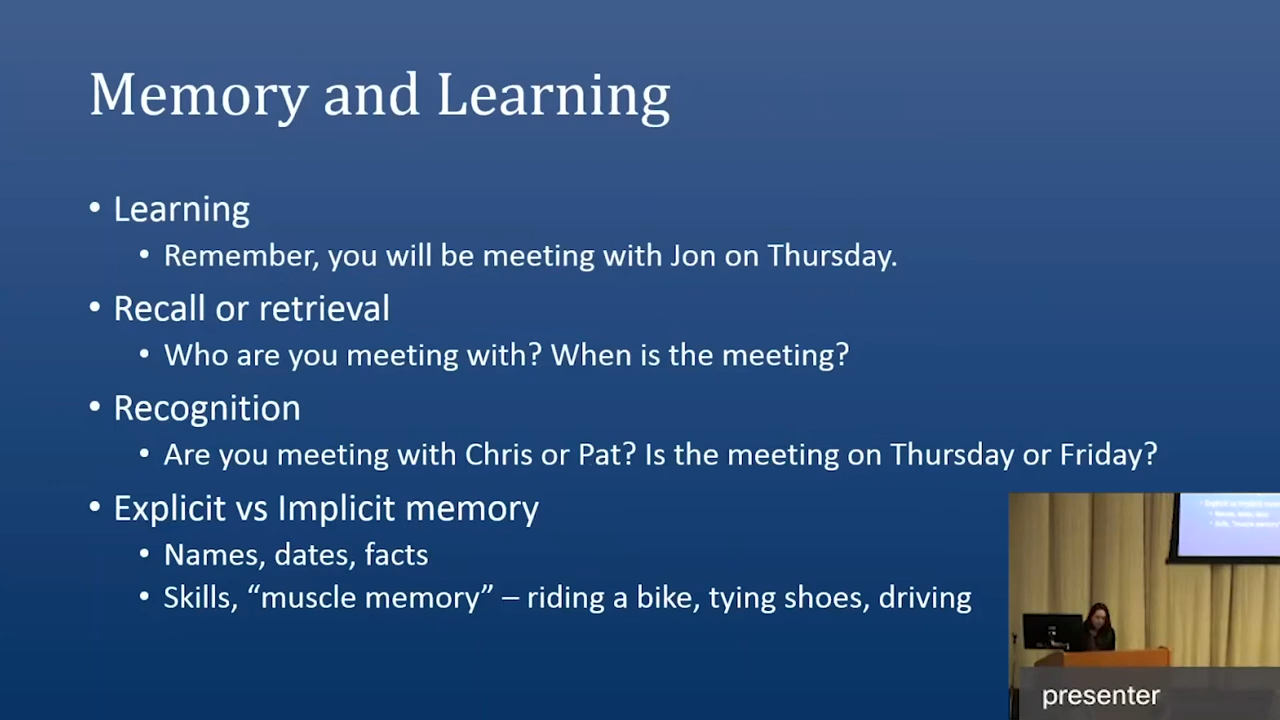 Memory and Learning
• Learning
• Remember, you will be meeting with Jon on Thursday.
• Recall or retrieval
• Who are you meeting with? When is the meeting?
• Recognition
• Are you meeting with Chris or Pat? Is the meeting on Thursday or Friday?
• Explicit vs Implicit memory
• Names, dates, facts
• Skills, “muscle memory” – riding a bike, tying shoes, driving
presenter